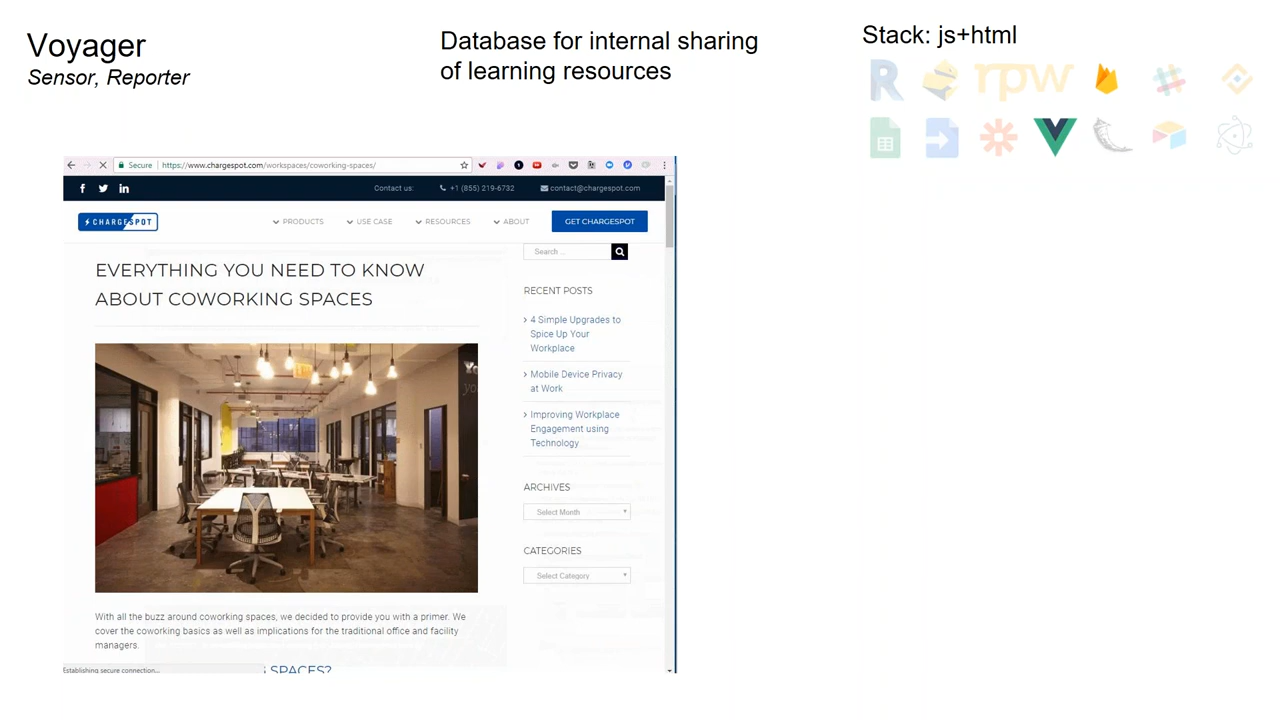 Voyager
Sensor, Reporter
Database for internal sharing
of learning resources
Stack: js+html
R
rpw
Secure
https://www.chargespot.com/workspaces/coworking-spaces/
Contact us:
+1 (855) 219-6732
contact@chargespot.com
CHARGESPOT
PRODUCTS
USE CASE
RESOURCES
ABOUT
GET CHARGESPOT
EVERYTHING YOU NEED TO KNOW
ABOUT COWORKING SPACES
Search ...
RECENT POSTS
4 Simple Upgrades to
Spice Up Your
Workplace
Mobile Device Privacy
at Work
Improving Workplace
Engagement using
Technology
ARCHIVES
Select Month
CATEGORIES
Select Category
With all the buzz around coworking spaces, we decided to provide you with a primer. We
cover the coworking basics as well as implications for the traditional office and facility
managers.
SPACES?
Establishing secure connection...